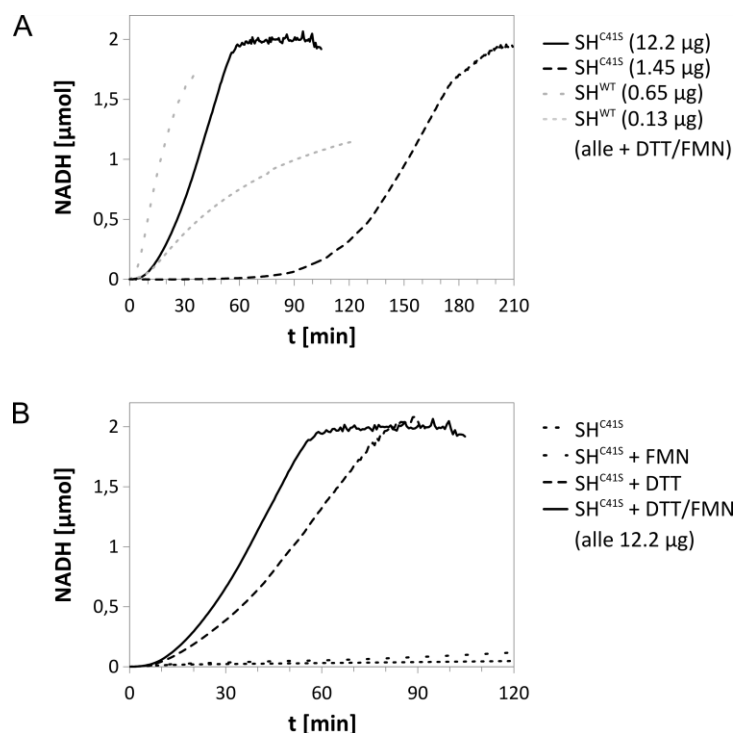 A
NADH [µmol]
2
1,5
1
0,5
0
0 30 60 90 120 150 180 210
t [min]
SH^C41S (12.2 µg)
SH^C41S (1.45 µg)
SH^WT (0.65 µg)
SH^WT (0.13 µg)
(alle + DTT/FMN)
B
NADH [µmol]
2
1,5
1
0,5
0
0 30 60 90 120
t [min]
SH^C41S
SH^C41S + FMN
SH^C41S + DTT
SH^C41S + DTT/FMN
(alle 12.2 µg)